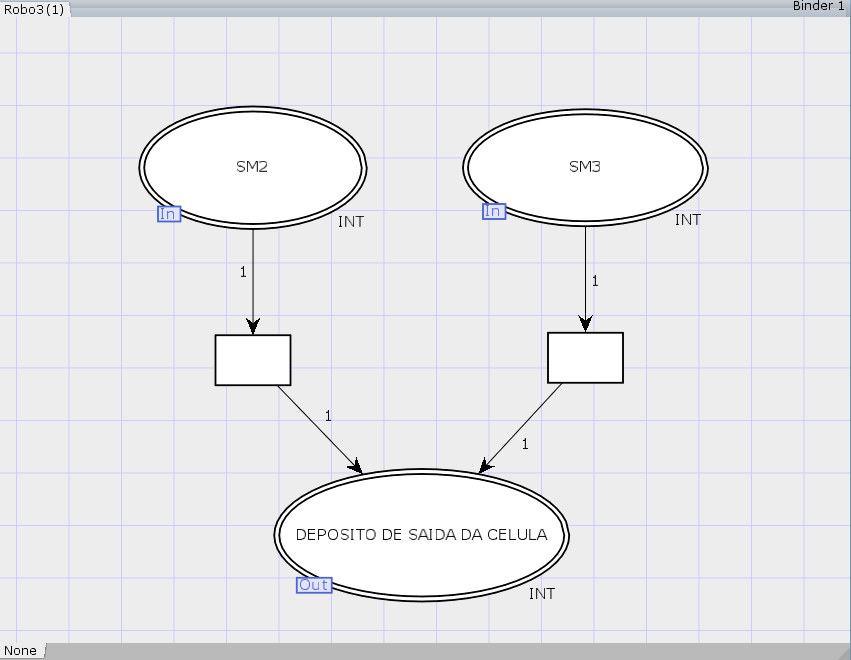 Robo3(1)
Binder 1
SM2
SM3
In
INT
In
INT
1
1
1
1
DEPOSITO DE SAIDA DA CELULA
Out
INT
None